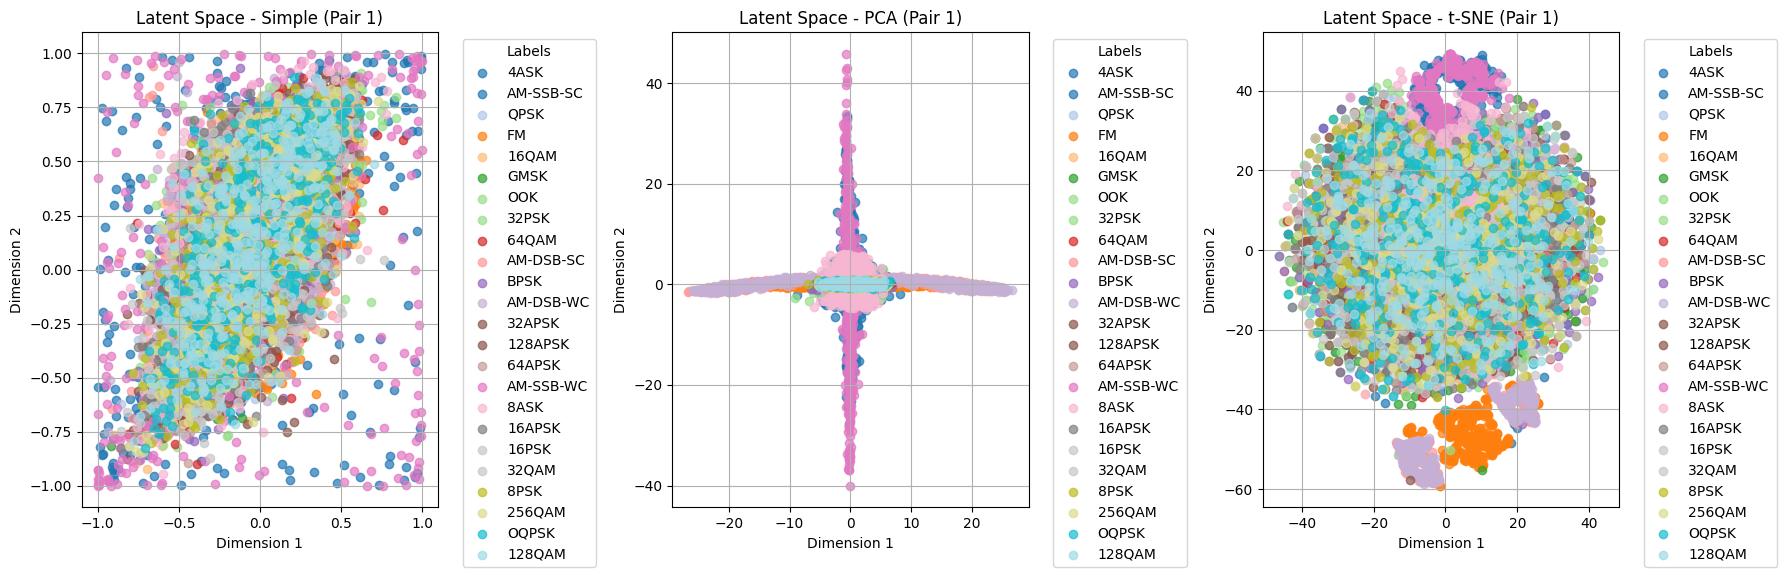 Latent Space - Simple (Pair 1)
Dimension 2
1.00
0.75
0.50
0.25
0.00
−0.25
−0.50
−0.75
−1.00
−1.0
−0.5
0.0
0.5
1.0
Dimension 1
Labels
4ASK
AM-SSB-SC
QPSK
FM
16QAM
GMSK
OOK
32PSK
64QAM
AM-DSB-SC
BPSK
AM-DSB-WC
32APSK
128APSK
64APSK
AM-SSB-WC
8ASK
16APSK
16PSK
32QAM
8PSK
256QAM
OQPSK
128QAM
Latent Space - PCA (Pair 1)
Dimension 2
40
20
0
−20
−40
−20
−10
0
10
20
Dimension 1
Labels
4ASK
AM-SSB-SC
QPSK
FM
16QAM
GMSK
OOK
32PSK
64QAM
AM-DSB-SC
BPSK
AM-DSB-WC
32APSK
128APSK
64APSK
AM-SSB-WC
8ASK
16APSK
16PSK
32QAM
8PSK
256QAM
OQPSK
128QAM
Latent Space - t-SNE (Pair 1)
Dimension 2
40
20
0
−20
−40
−60
−40
−20
0
20
40
Dimension 1
Labels
4ASK
AM-SSB-SC
QPSK
FM
16QAM
GMSK
OOK
32PSK
64QAM
AM-DSB-SC
BPSK
AM-DSB-WC
32APSK
128APSK
64APSK
AM-SSB-WC
8ASK
16APSK
16PSK
32QAM
8PSK
256QAM
OQPSK
128QAM